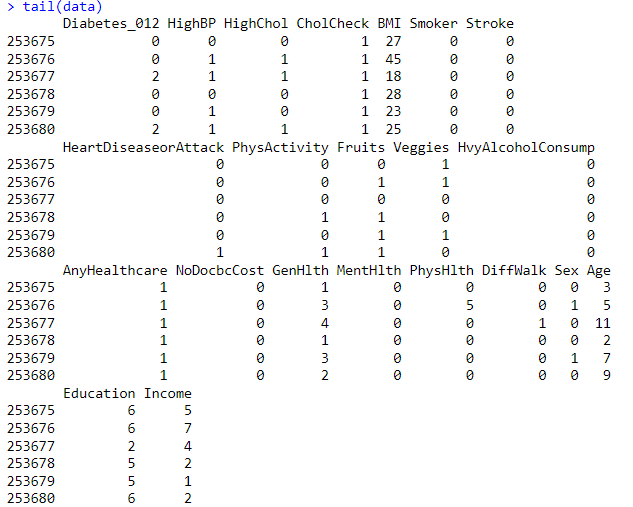 > tail(data)
       Diabetes_012 HighBP HighChol CholCheck BMI Smoker Stroke
253675            0      0        0         1  27      0      0
253676            0      1        1         1  45      0      0
253677            2      1        1         1  18      0      0
253678            0      0        0         1  28      0      0
253679            0      1        0         1  23      0      0
253680            2      1        1         1  25      0      0
       HeartDiseaseorAttack PhysActivity Fruits Veggies HvyAlcoholConsump
253675                    0            0      0       1                 0
253676                    0            0      1       1                 0
253677                    0            0      0       0                 0
253678                    0            1      1       0                 0
253679                    0            0      1       1                 0
253680                    1            1      1       0                 0
       AnyHealthcare NoDocbcCost GenHlth MentHlth PhysHlth DiffWalk Sex Age
253675             1           0       1        0        0        0   0   3
253676             1           0       3        0        5        0   1   5
253677             1           0       4        0        0        1   0  11
253678             1           0       1        0        0        0   0   2
253679             1           0       3        0        0        0   1   7
253680             1           0       2        0        0        0   0   9
       Education Income
253675         6      5
253676         6      7
253677         2      4
253678         5      2
253679         5      1
253680         6      2